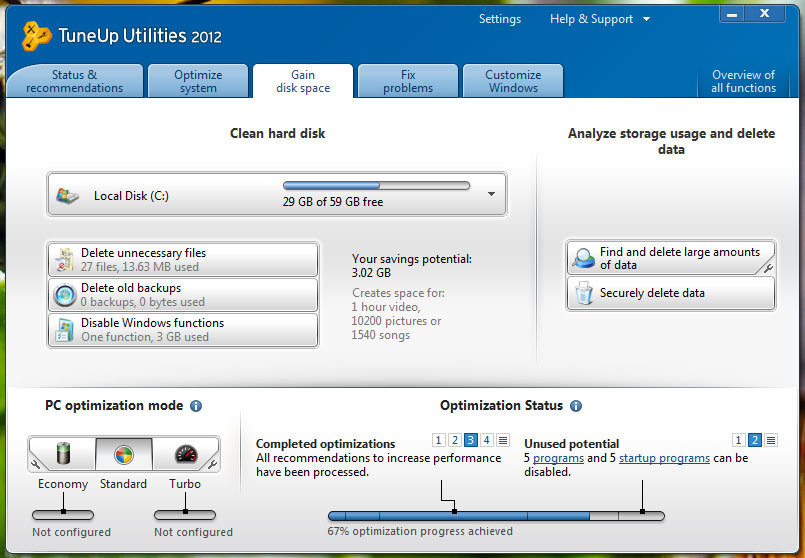 Settings
Help & Support
TuneUp Utilities 2012
Status &
recommendations
Optimize
system
Gain
disk space
Fix
problems
Customize
Windows
Overview of
all functions
Clean hard disk
Local Disk (C:)
29 GB of 59 GB free
Delete unnecessary files
27 files, 13.63 MB used
Delete old backups
0 backups, 0 bytes used
Disable Windows functions
One function, 3 GB used
Your savings potential:
3.02 GB
Creates space for:
1 hour video,
10200 pictures or
1540 songs
Analyze storage usage and delete
data
Find and delete large amounts
of data
Securely delete data
PC optimization mode
Economy
Standard
Turbo
Not configured
Not configured
Optimization Status
Completed optimizations
1 2 3 4
All recommendations to increase performance
have been processed.
Unused potential
1 2
5 programs and 5 startup programs can be
disabled.
67% optimization progress achieved